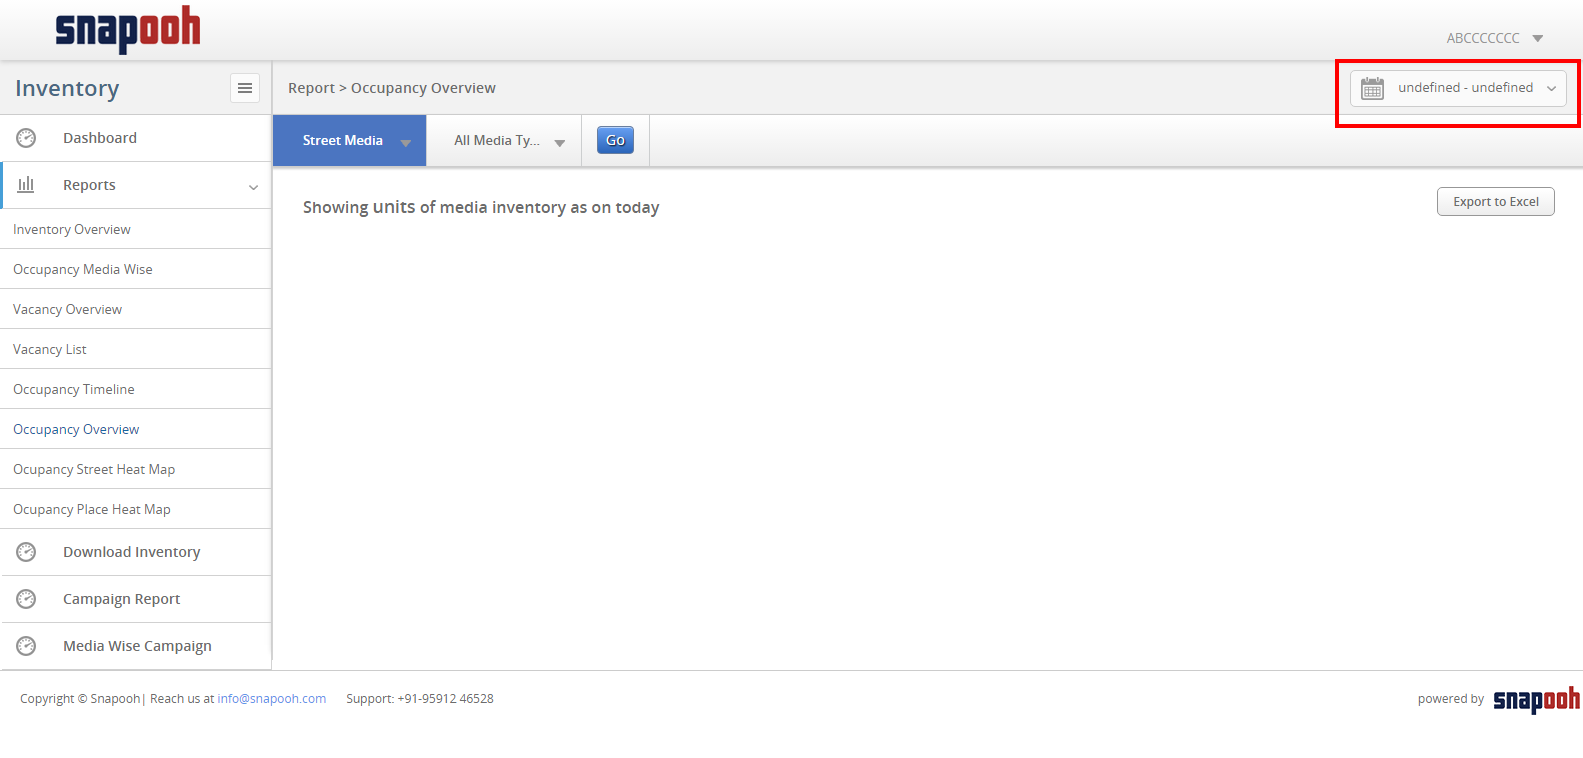 snapooh
ABCCCCCCC
Inventory
Report > Occupancy Overview
undefined - undefined
Dashboard
Street Media
All Media Ty...
Go
Reports
Showing units of media inventory as on today
Export to Excel
Inventory Overview
Occupancy Media Wise
Vacancy Overview
Vacancy List
Occupancy Timeline
Occupancy Overview
Ocupancy Street Heat Map
Ocupancy Place Heat Map
Download Inventory
Campaign Report
Media Wise Campaign
Copyright © Snapooh| Reach us at info@snapooh.com Support: +91-95912 46528
powered by snapooh